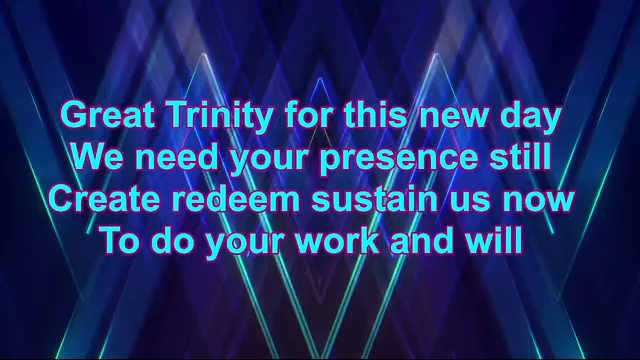 Great Trinity for this new day
We need your presence still
Create redeem sustain us now
To do your work and will